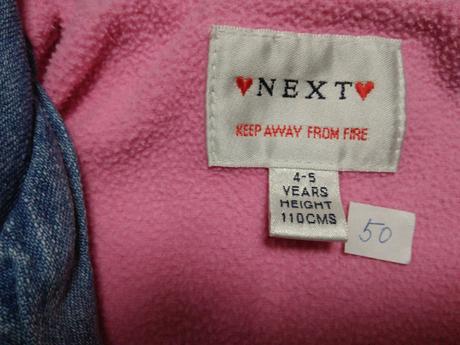 ♥NEXT♥
KEEP AWAY FROM FIRE
4-5
YEARS
HEIGHT
110CMS
50